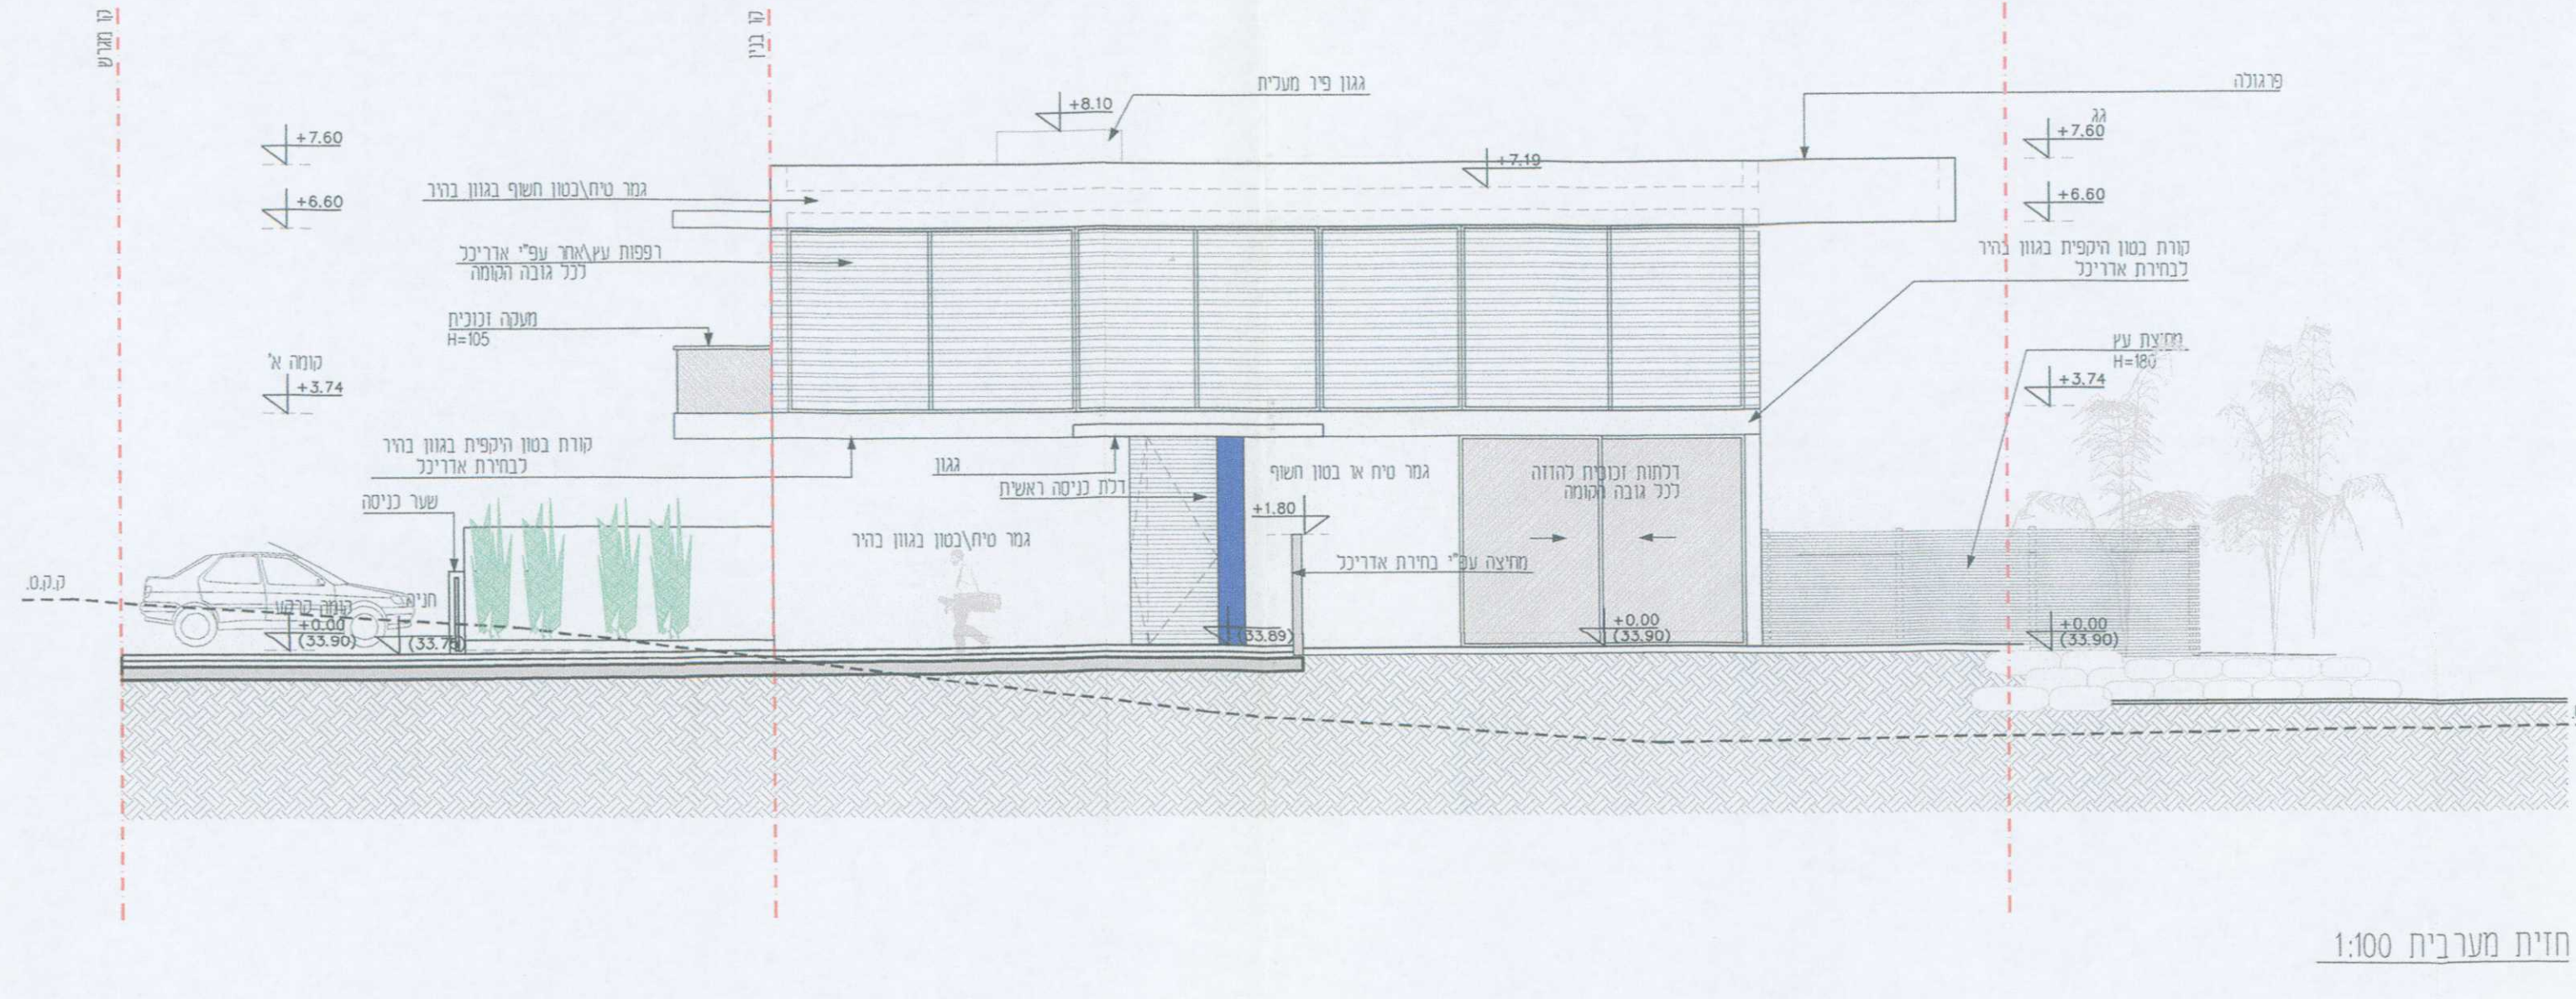 קו מגרש
קו בנין
גגון פיר מעלית
פרגולה
+8.10
גג
+7.60
+7.60
+7.19
גמר טיח\בטון חשוף בגוון בהיר
+6.60
+6.60
רפפות עץ\אחר עפ"י אדריכל
לכל גובה הקומה
קורת בטון היקפית בגוון בהיר
לבחירת אדריכל
מעקה זכוכית
H=105
מחיצת עץ
H=180
קומה א'
+3.74
+3.74
קורת בטון היקפית בגוון בהיר
לבחירת אדריכל
גגון
גמר טיח או בטון חשוף
דלתות זכוכית להזזה
לכל גובה הקומה
דלת כניסה ראשית
שער כניסה
+1.80
גמר טיח\בטון בגוון בהיר
מחיצה עפ"י בחירת אדריכל
ק.ק.ט.
קומה קרקע
+0.00
(33.90)
חניה
(33.89)
+0.00
(33.90)
+0.00
(33.90)
חזית מערבית 1:100